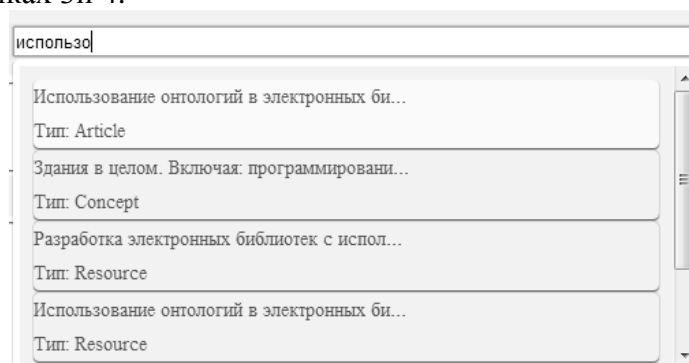 использо
Использование онтологий в электронных би...
Тип: Article
Здания в целом. Включая: программировани...
Тип: Concept
Разработка электронных библиотек с испол...
Тип: Resource
Использование онтологий в электронных би...
Тип: Resource